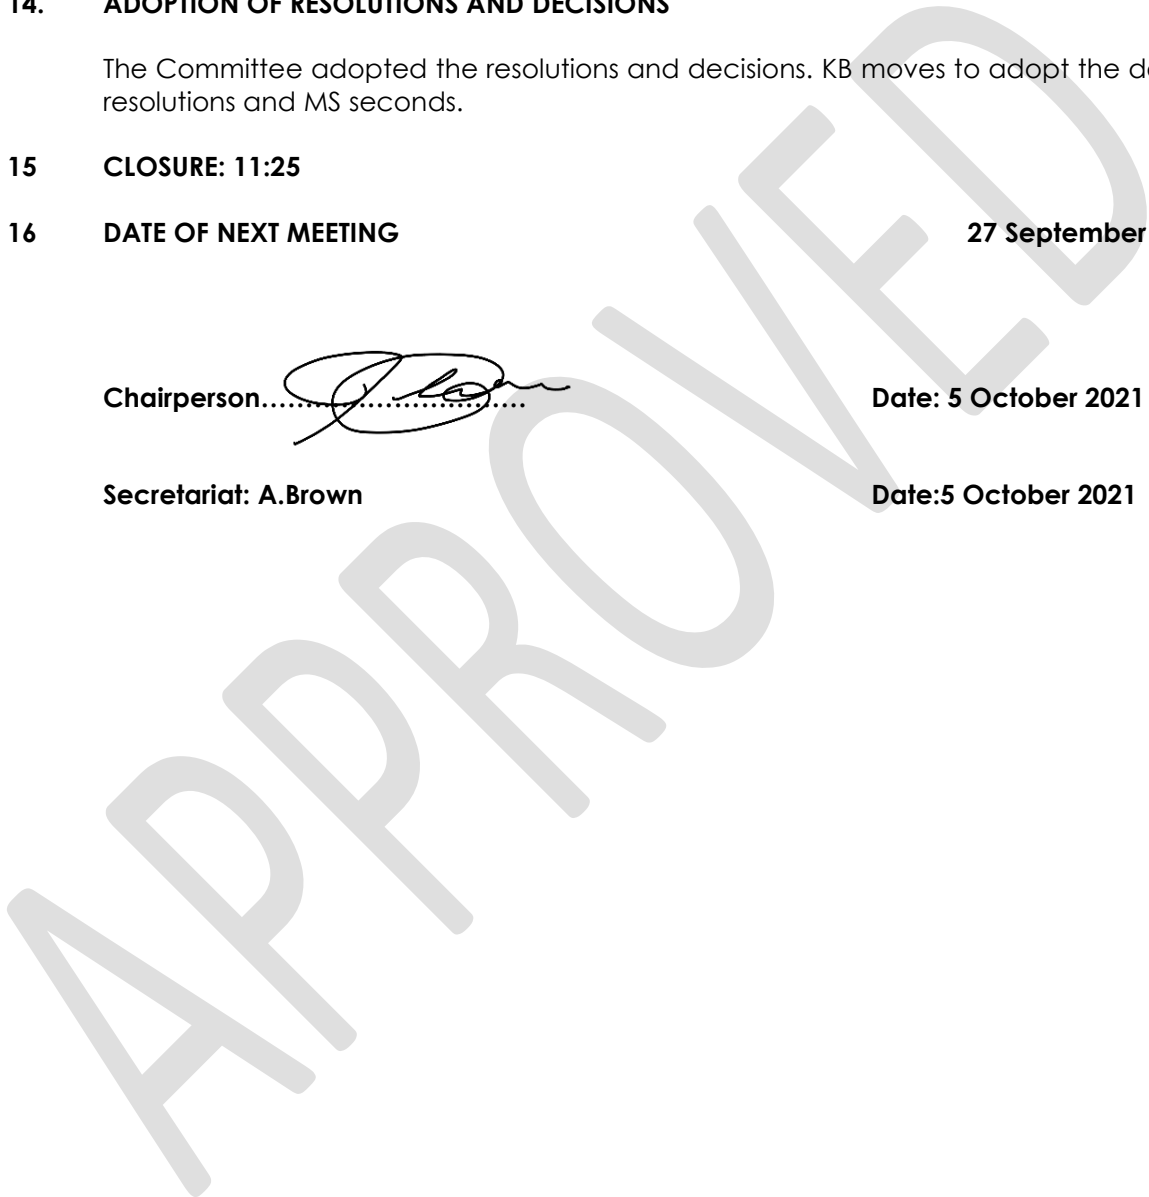 14. ADOPTION OF RESOLUTIONS AND DECISIONS
The Committee adopted the resolutions and decisions. KB moves to adopt the
resolutions and MS seconds.
15 CLOSURE: 11:25
16 DATE OF NEXT MEETING 27 September
Chairperson................................. Date: 5 October 2021
Secretariat: A.Brown Date:5 October 2021
APPROVED